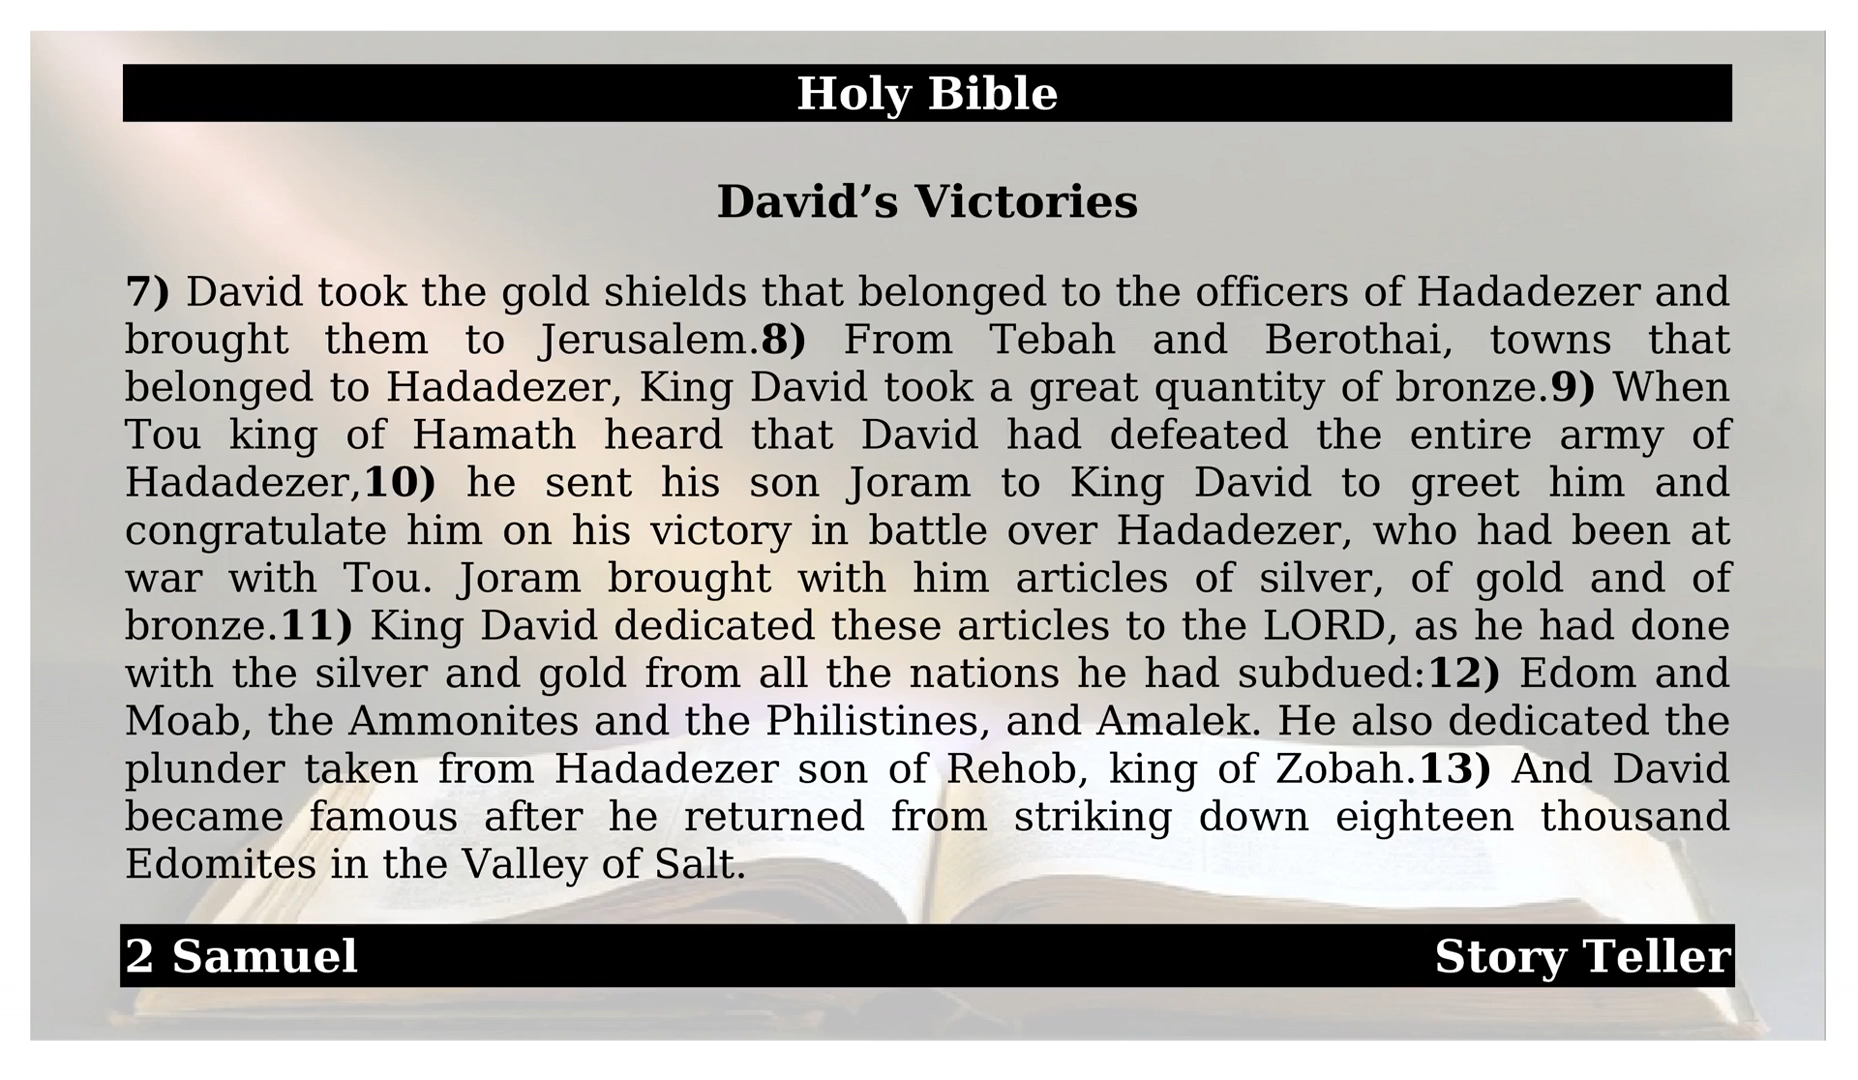 Holy Bible
David’s Victories
7) David took the gold shields that belonged to the officers of Hadadezer and
brought them to Jerusalem.8) From Tebah and Berothai, towns that
belonged to Hadadezer, King David took a great quantity of bronze.9) When
Tou king of Hamath heard that David had defeated the entire army of
Hadadezer,10) he sent his son Joram to King David to greet him and
congratulate him on his victory in battle over Hadadezer, who had been at
war with Tou. Joram brought with him articles of silver, of gold and of
bronze.11) King David dedicated these articles to the LORD, as he had done
with the silver and gold from all the nations he had subdued:12) Edom and
Moab, the Ammonites and the Philistines, and Amalek. He also dedicated the
plunder taken from Hadadezer son of Rehob, king of Zobah.13) And David
became famous after he returned from striking down eighteen thousand
Edomites in the Valley of Salt.
2 Samuel Story Teller